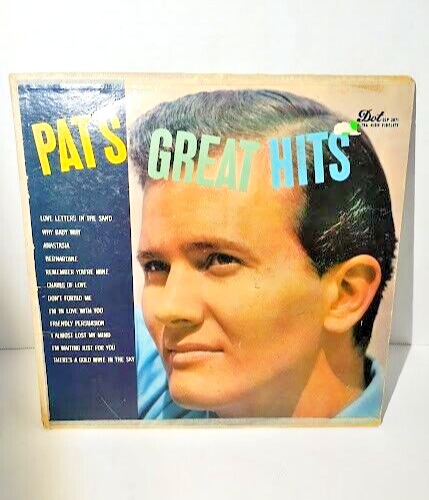 PAT'S GREAT HITS
Dot
HIGH FIDELITY
LOVE LETTERS IN THE SAND
WHY BABY WHY
ANASTASIA
BERNARDINE
REMEMBER YOU'RE MINE
CHAINS OF LOVE
DON'T FORBID ME
I'M IN LOVE WITH YOU
FRIENDLY PERSUASION
I ALMOST LOST MY MIND
I'M WAITING JUST FOR YOU
THERE'S A GOLD MINE IN THE SKY